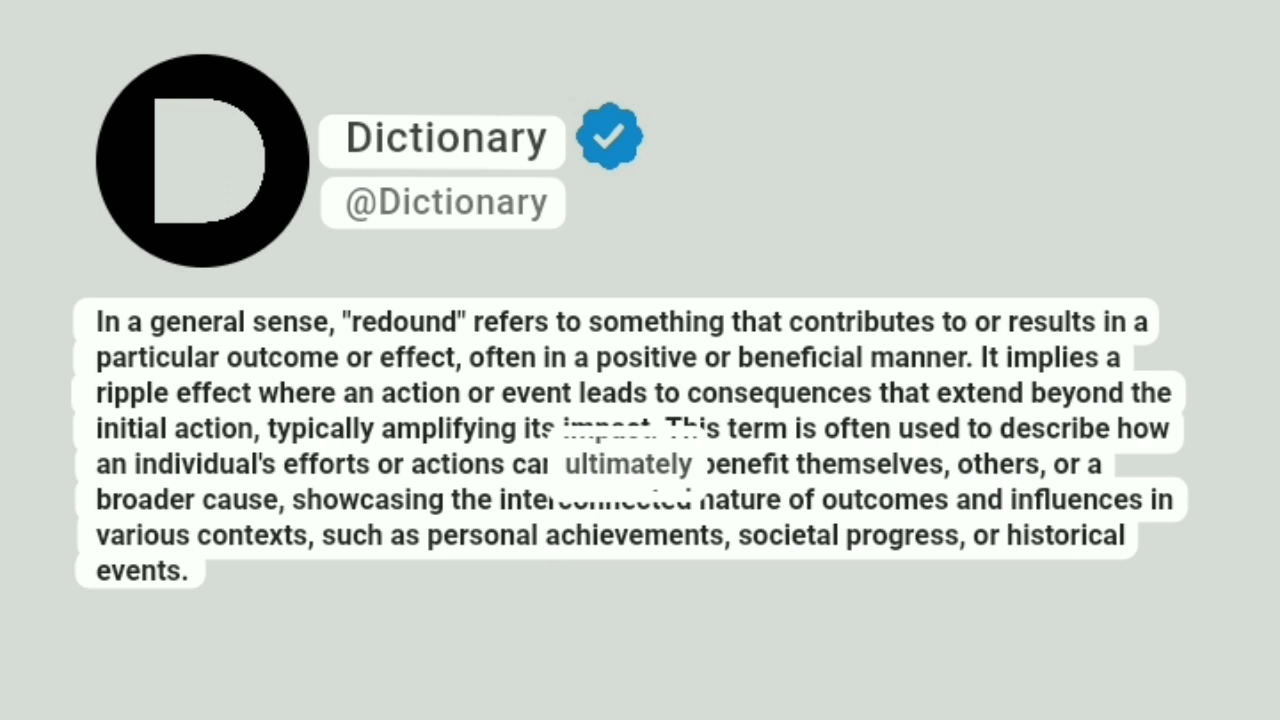 D
Dictionary
@Dictionary
In a general sense, "redound" refers to something that contributes to or results in a
particular outcome or effect, often in a positive or beneficial manner. It implies a
ripple effect where an action or event leads to consequences that extend beyond the
initial action, typically amplifying its impact. This term is often used to describe how
an individual's efforts or actions can ultimately benefit themselves, others, or a
broader cause, showcasing the interconnected nature of outcomes and influences in
various contexts, such as personal achievements, societal progress, or historical
events.